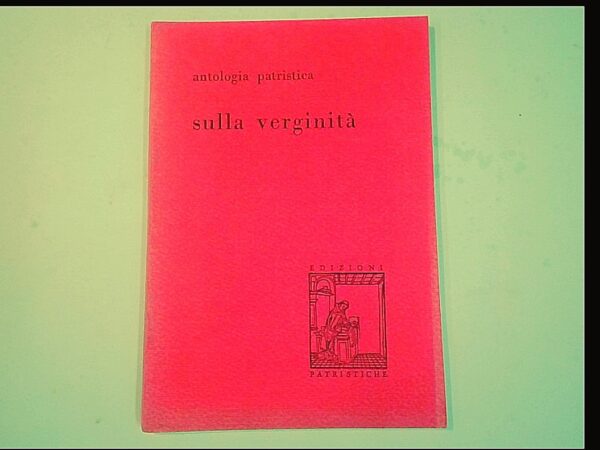 antologia patristica
sulla verginità
EDIZIONI
PATRISTICHE